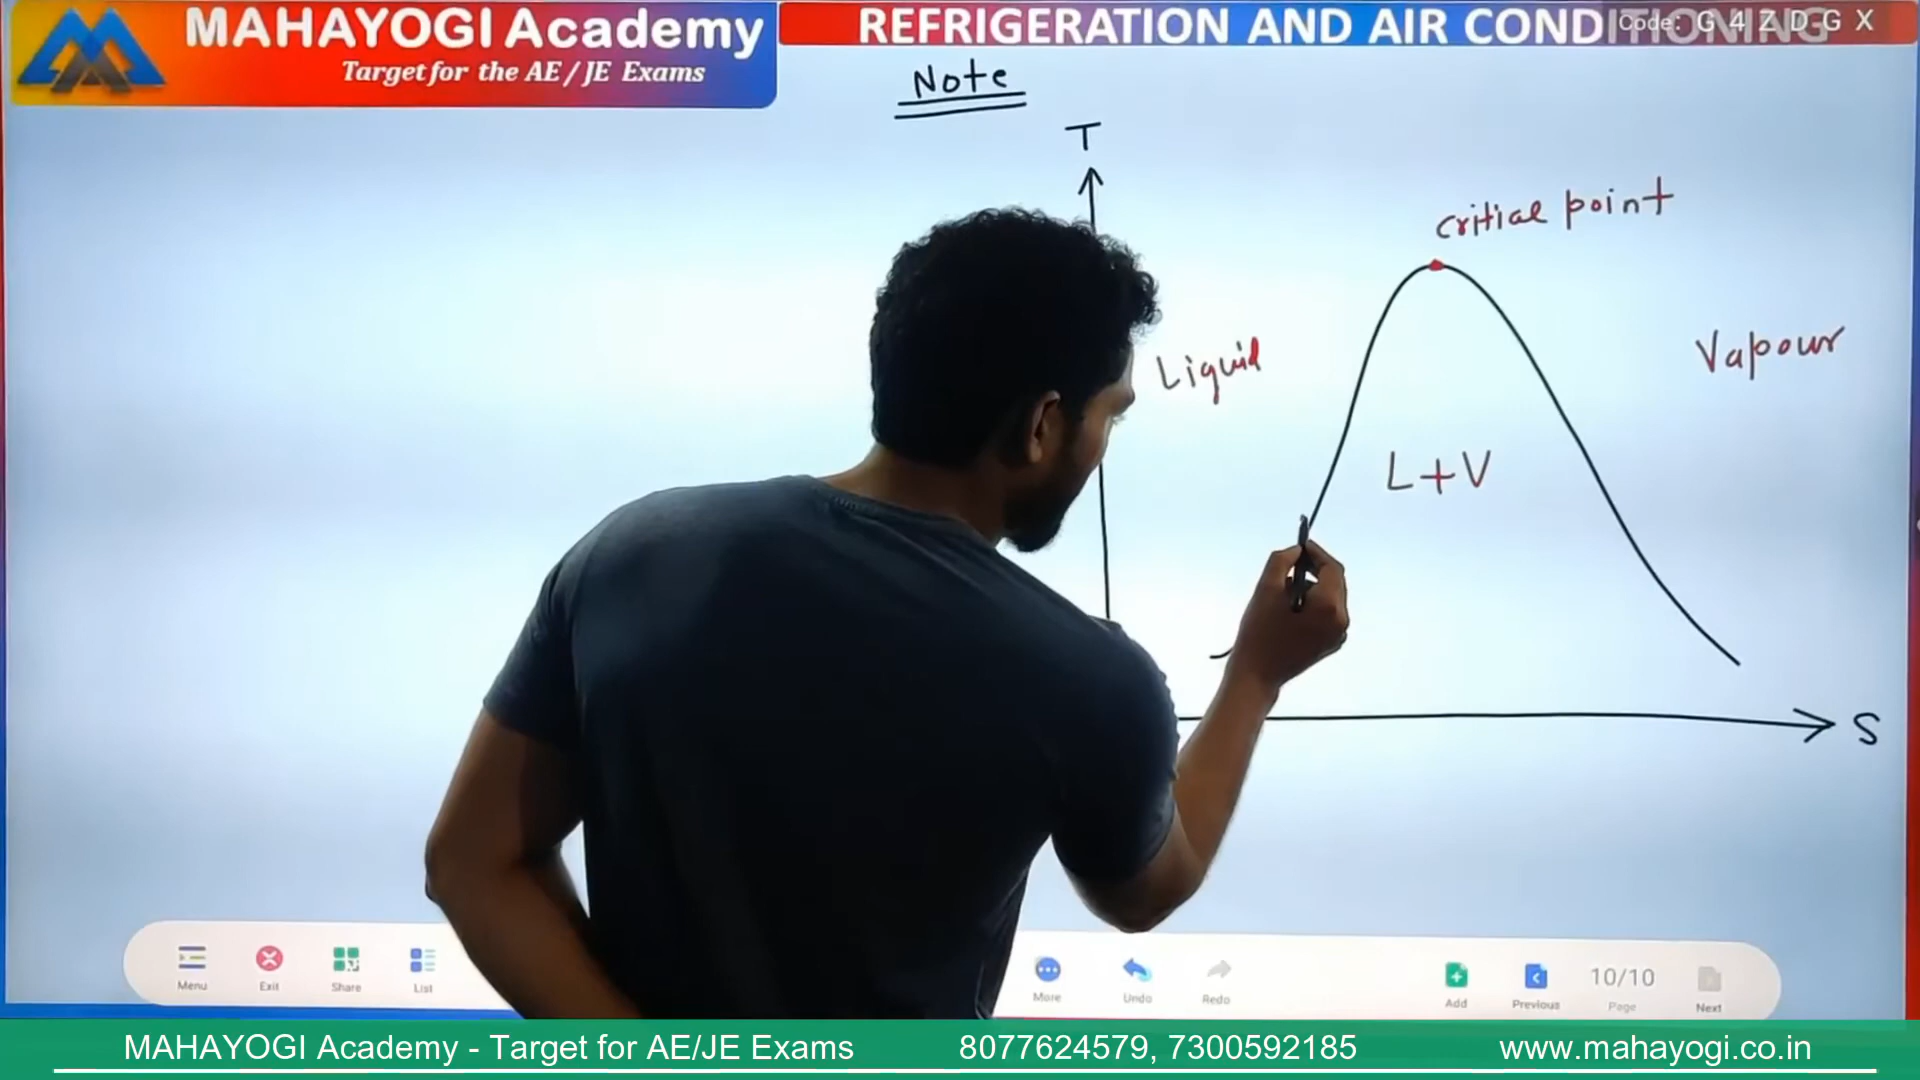 MAHAYOGI Academy
Target for the AE / JE Exams
REFRIGERATION AND AIR CONDITIONING
Code: G 4 Z D G X
Note
T
Critial point
Liquid
Vapour
L+V
S
Menu
Exit
Share
List
More
Undo
Redo
Add
Previous
10/10
Page
Next
MAHAYOGI Academy - Target for AE/JE Exams
8077624579, 7300592185
www.mahayogi.co.in